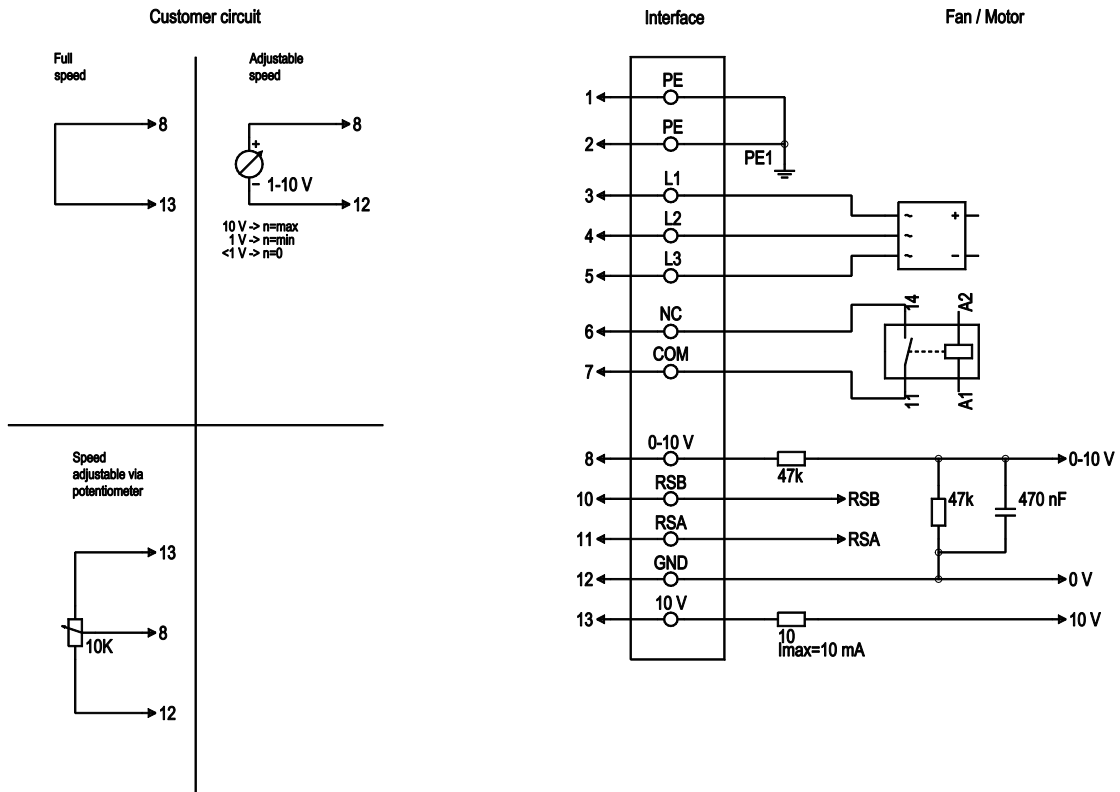 Customer circuit
Interface
Fan / Motor
Full
speed
8
13
Adjustable
speed
8
+
–
1-10 V
12
10 V -> n=max
1 V -> n=min
<1 V -> n=0
Speed
adjustable via
potentiometer
13
8
10K
12
1
PE
2
PE
PE1
3
L1
4
L2
5
L3
~
+
~
~
–
6
NC
7
COM
14
A2
11
A1
8
0-10 V
47k
0-10 V
10
RSB
RSB
47k
470 nF
11
RSA
RSA
12
GND
0 V
13
10 V
10
Imax=10 mA
10 V